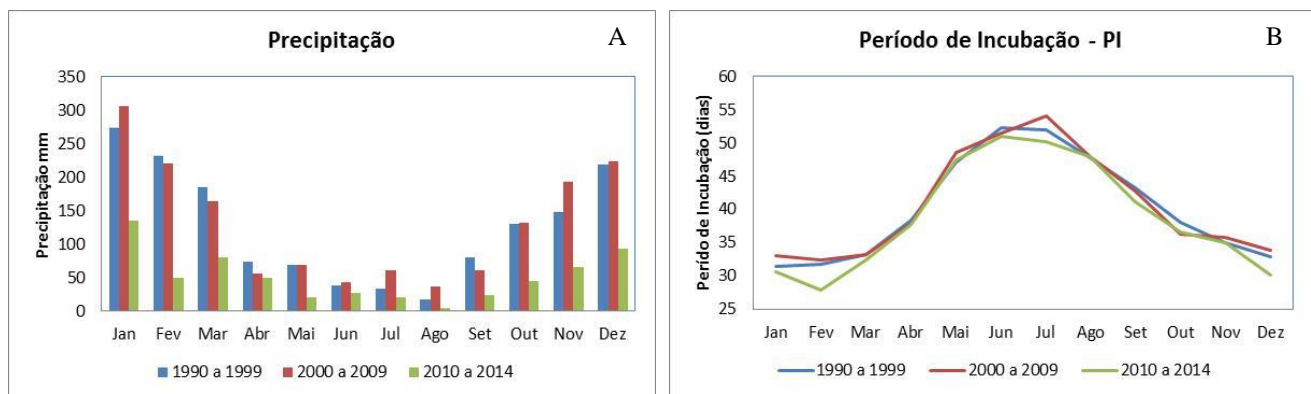 Precipitação
A
Precipitação mm
350
300
250
200
150
100
50
0
Jan Fev Mar Abr Mai Jun Jul Ago Set Out Nov Dez
1990 a 1999 2000 a 2009 2010 a 2014
Período de Incubação - PI
B
Período de Incubação (dias)
60
55
50
45
40
35
30
25
Jan Fev Mar Abr Mai Jun Jul Ago Set Out Nov Dez
1990 a 1999 2000 a 2009 2010 a 2014